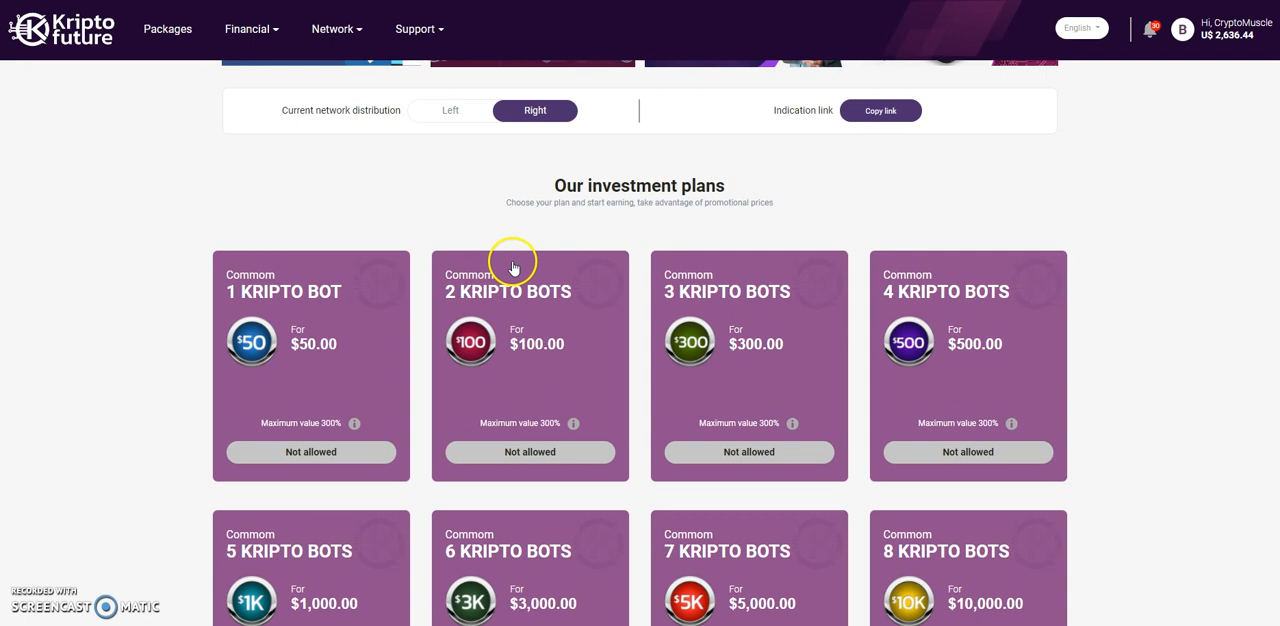 Kripto
future
Packages
Financial
Network
Support
English
30
B
Hi, CryptoMuscle
U$ 2,636.44
Current network distribution
Left
Right
Indication link
Copy link
Our investment plans
Choose your plan and start earning, take advantage of promotional prices
Commom
1 KRIPTO BOT
$50
For
$50.00
Maximum value 300%
i
Not allowed
Commom
2 KRIPTO BOTS
$100
For
$100.00
Maximum value 300%
i
Not allowed
Commom
3 KRIPTO BOTS
$300
For
$300.00
Maximum value 300%
i
Not allowed
Commom
4 KRIPTO BOTS
$500
For
$500.00
Maximum value 300%
i
Not allowed
Commom
5 KRIPTO BOTS
$1K
For
$1,000.00
Commom
6 KRIPTO BOTS
$3K
For
$3,000.00
Commom
7 KRIPTO BOTS
$5K
For
$5,000.00
Commom
8 KRIPTO BOTS
$10K
For
$10,000.00
RECORDED WITH
SCREENCAST MATIC